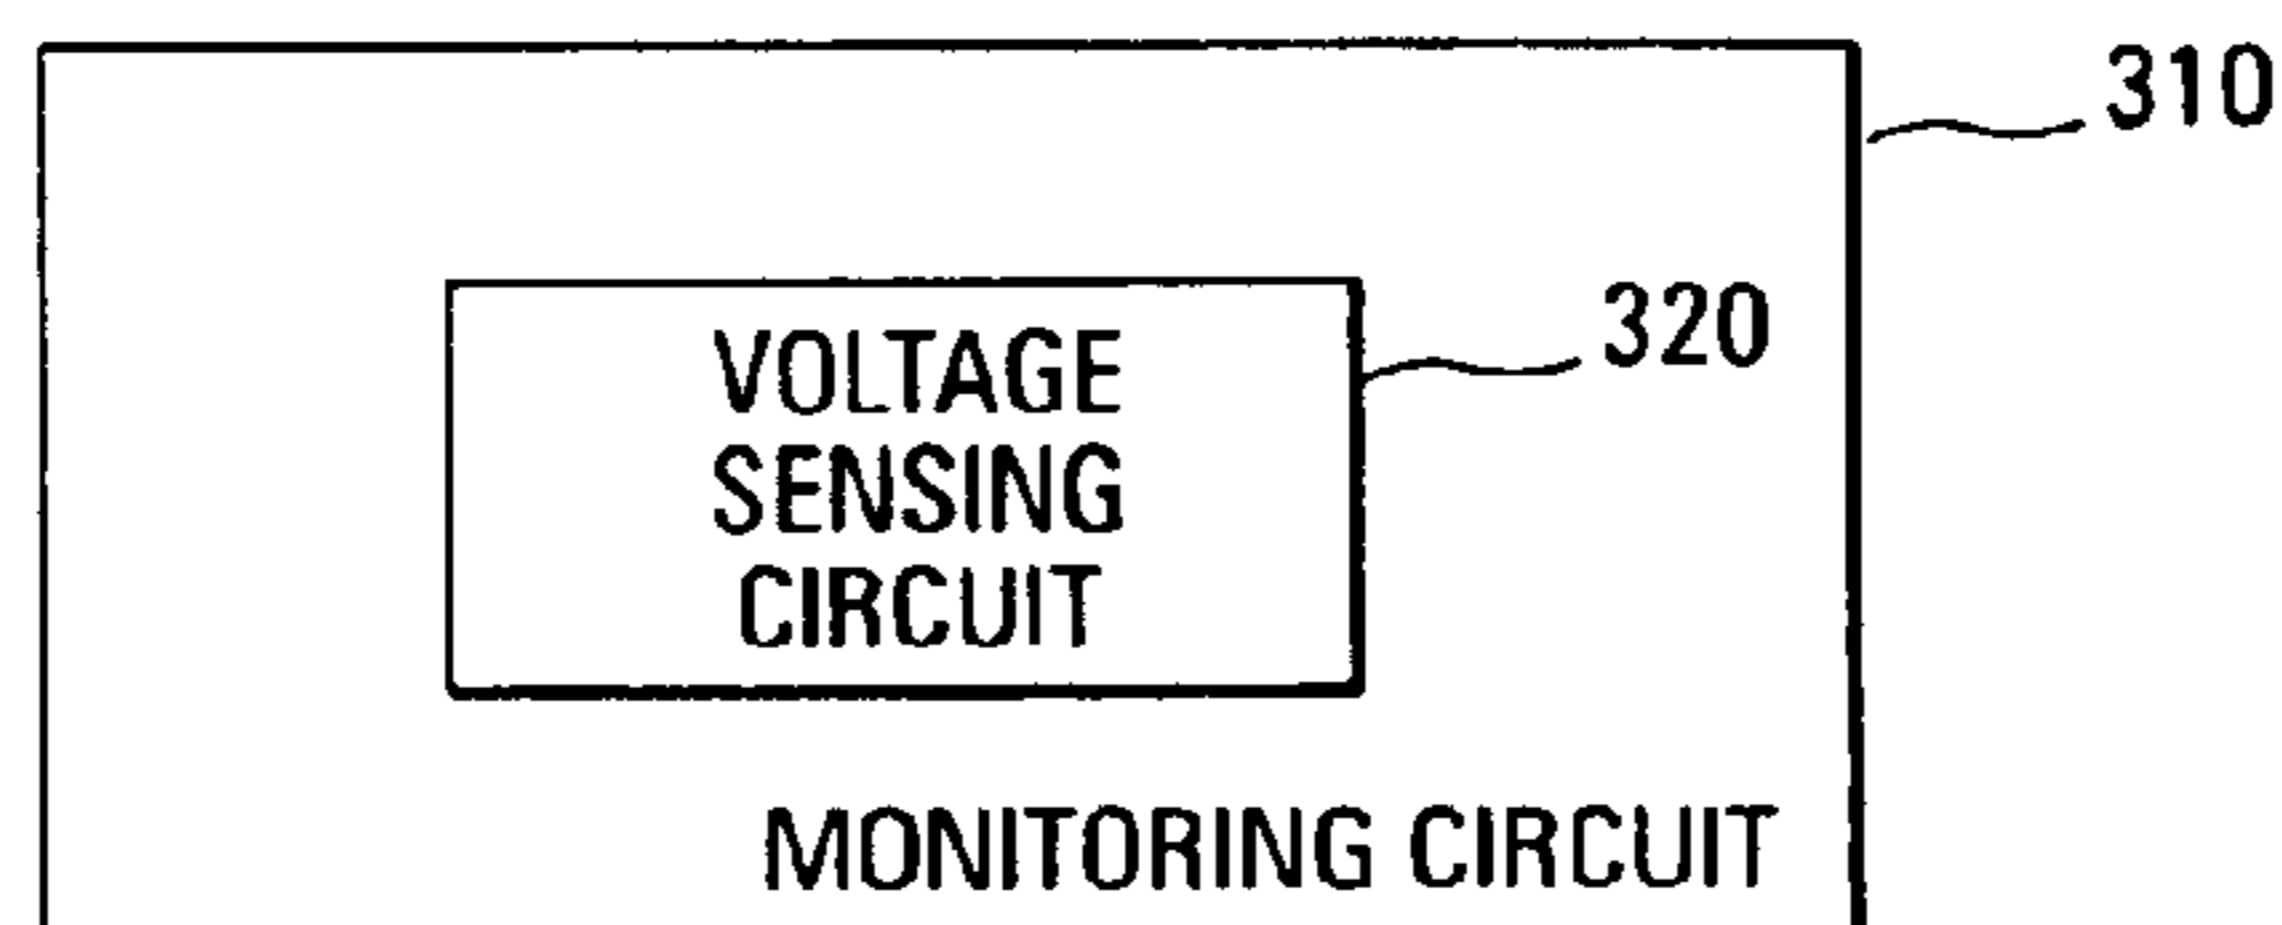 310
VOLTAGE
SENSING
CIRCUIT
320
MONITORING CIRCUIT